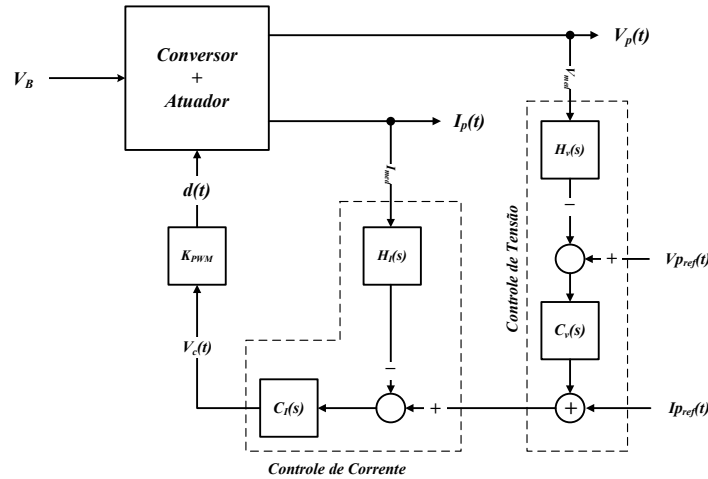 Conversor
+
Atuador
V_B
V_p(t)
I_p(t)
V_med
I_med
d(t)
K_PWM
V_c(t)
H_I(s)
C_I(s)
Controle de Corrente
H_v(s)
C_v(s)
Controle de Tensão
Vp_ref(t)
Ip_ref(t)
−
+
−
+
+